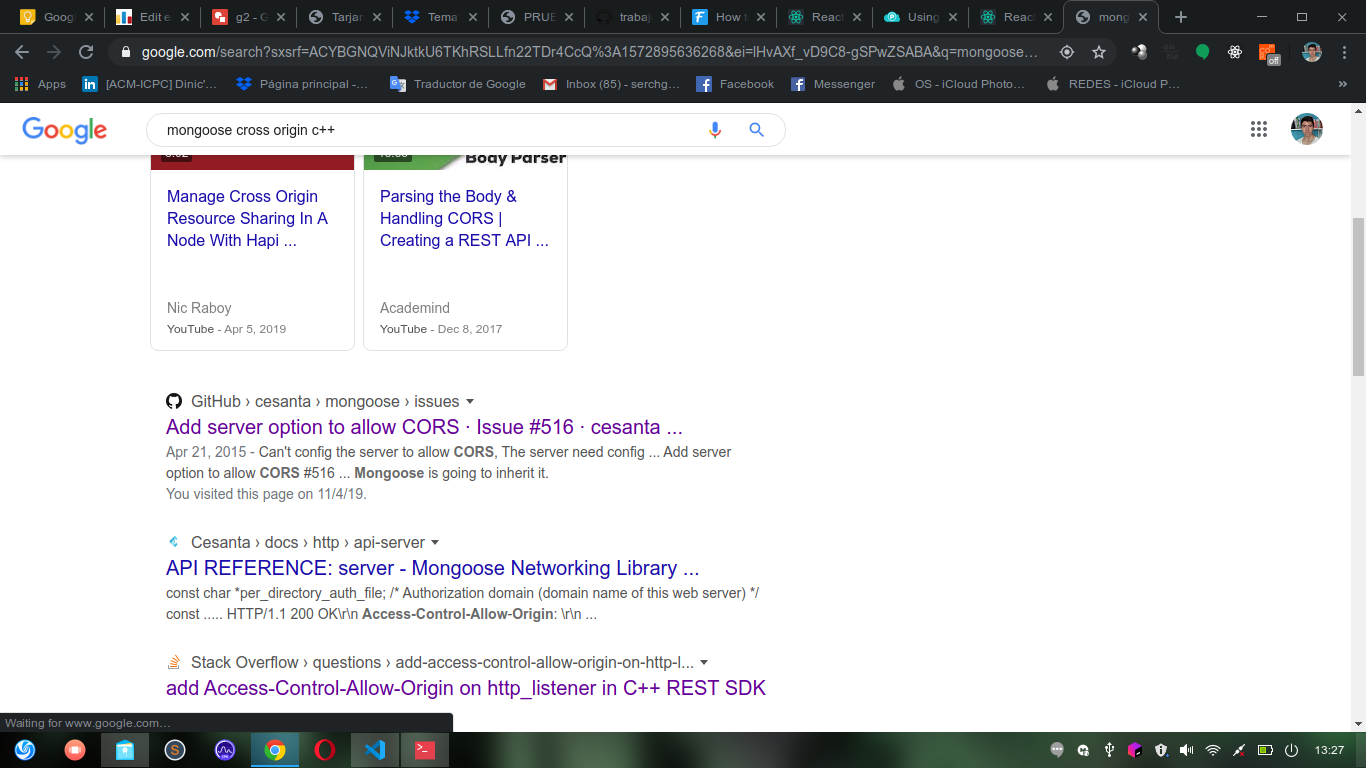 Googl
Edit e
g2 - G
Tarjar
Tema
PRUE
trabaj
How t
React
Using
React
mong
google.com/search?sxsrf=ACYBGNQViNJktkU6TKhRSLLfn22TDr4CcQ%3A1572895636268&ei=lHvAXf_vD9C8-gSPwZSABA&q=mongoose…
off
Apps
[ACM-ICPC] Dinic'…
Página principal -…
Traductor de Google
Inbox (85) - serchg…
Facebook
Messenger
OS - iCloud Photo…
REDES - iCloud P…
»
Google
mongoose cross origin c++
Body Parser
Manage Cross Origin
Resource Sharing In A
Node With Hapi ...
Nic Raboy
YouTube - Apr 5, 2019
Parsing the Body &
Handling CORS |
Creating a REST API ...
Academind
YouTube - Dec 8, 2017
GitHub › cesanta › mongoose › issues
Add server option to allow CORS · Issue #516 · cesanta ...
Apr 21, 2015 - Can't config the server to allow CORS, The server need config ... Add server
option to allow CORS #516 ... Mongoose is going to inherit it.
You visited this page on 11/4/19.
Cesanta › docs › http › api-server
API REFERENCE: server - Mongoose Networking Library ...
const char *per_directory_auth_file; /* Authorization domain (domain name of this web server) */
const ..... HTTP/1.1 200 OK\r\n Access-Control-Allow-Origin: \r\n ...
Stack Overflow › questions › add-access-control-allow-origin-on-http-l...
add Access-Control-Allow-Origin on http_listener in C++ REST SDK
Waiting for www.google.com…
13:27